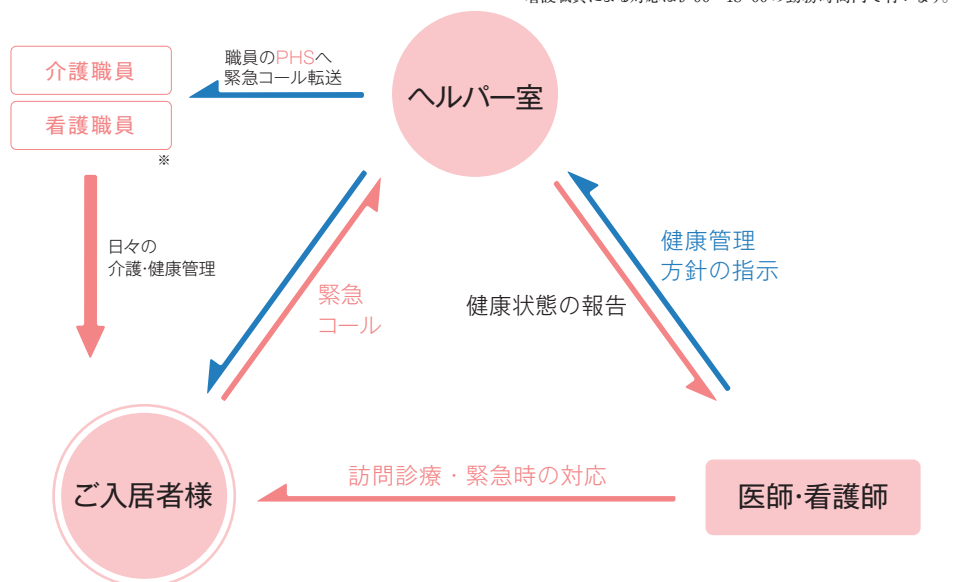 介護職員
看護職員
※
職員のPHSへ
緊急コール転送
ヘルパー室
日々の
介護・健康管理
緊急
コール
健康状態の報告
健康管理
方針の指示
ご入居者様
訪問診療・緊急時の対応
医師・看護師